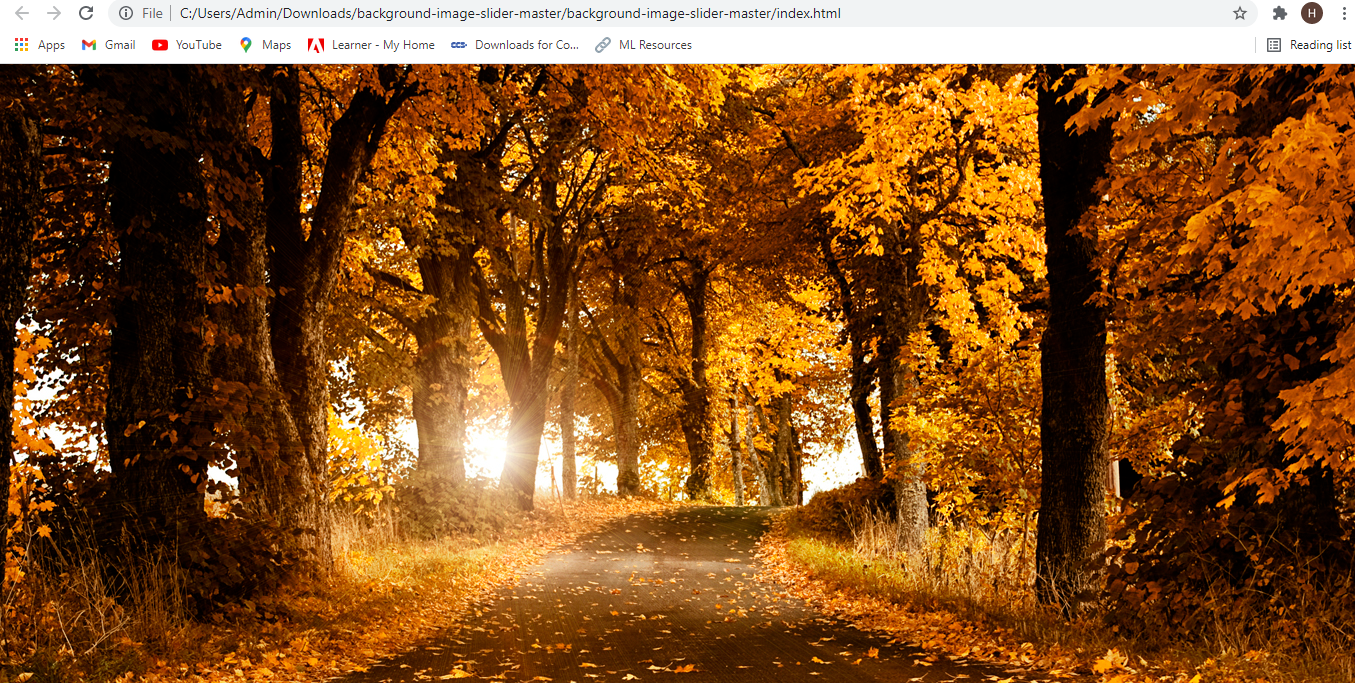 File C:/Users/Admin/Downloads/background-image-slider-master/background-image-slider-master/index.html H
Apps Gmail YouTube Maps Learner - My Home CCS Downloads for Co... ML Resources Reading list